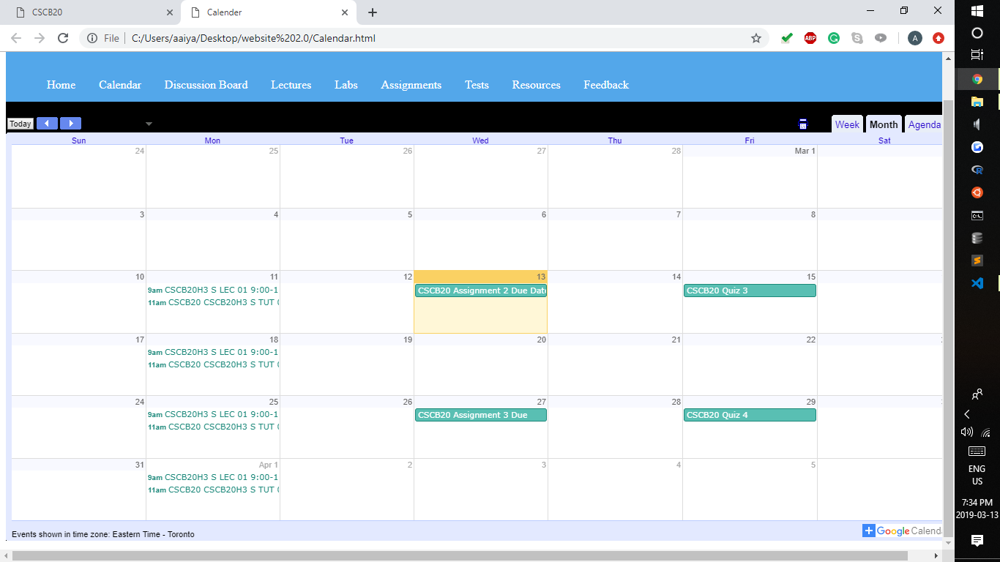 CSCB20
Calender
File C:/Users/aaiya/Desktop/website%202.0/Calendar.html
ABP
A
Home Calendar Discussion Board Lectures Labs Assignments Tests Resources Feedback
Today
Week Month Agenda
Sun Mon Tue Wed Thu Fri Sat
24 25 26 27 28 Mar 1
3 4 5 6 7 8
10 11 12 13 14 15
9am CSCB20H3 S LEC 01 9:00-1
CSCB20 Assignment 2 Due Date
CSCB20 Quiz 3
11am CSCB20 CSCB20H3 S TUT
17 18 19 20 21 22
9am CSCB20H3 S LEC 01 9:00-1
11am CSCB20 CSCB20H3 S TUT
24 25 26 27 28 29
9am CSCB20H3 S LEC 01 9:00-1
CSCB20 Assignment 3 Due
CSCB20 Quiz 4
11am CSCB20 CSCB20H3 S TUT
31 Apr 1 2 3 4 5
9am CSCB20H3 S LEC 01 9:00-1
11am CSCB20 CSCB20H3 S TUT
Events shown in time zone: Eastern Time - Toronto
Google Calenda
ENG
US
7:34 PM
2019-03-13